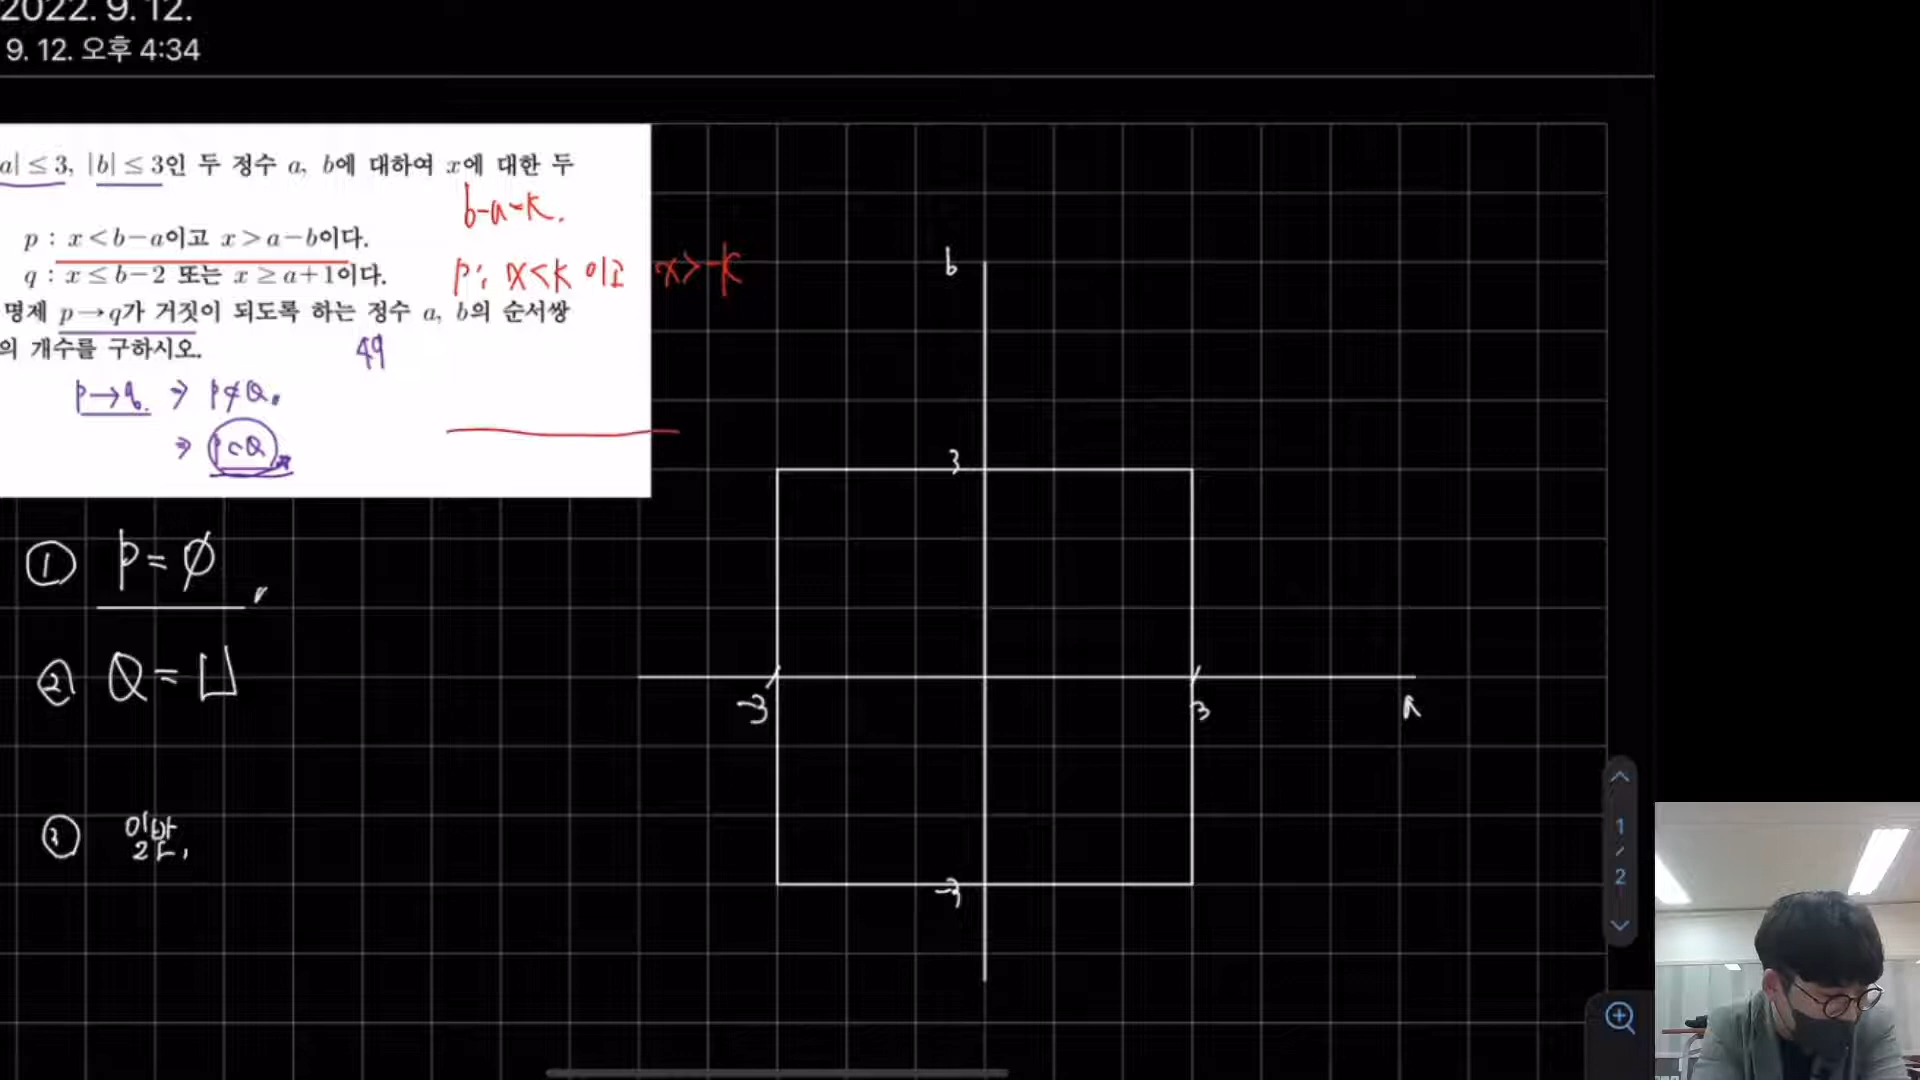 2022. 9. 12.
9. 12. 오후 4:34
a| ≤ 3, |b| ≤ 3인 두 정수 a, b에 대하여 x에 대한 두
b-a=k.
p : x < b-a이고 x > a-b이다.
q : x ≤ b-2 또는 x ≥ a+1이다.
p: x<k 이고 x>-k
명제 p → q가 거짓이 되도록 하는 정수 a, b의 순서쌍
의 개수를 구하시오.
49
p→q. ⇒ P⊄Q.
⇒ P⊂Q
① P=∅
② Q=U
③ 일반,
b
3
-3
3
a
-3
1
/
2